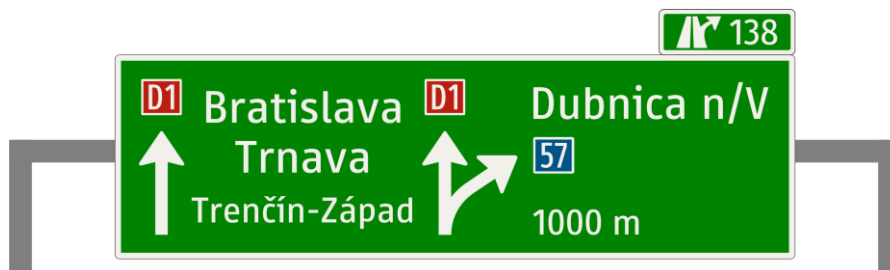 138
D1 Bratislava D1
Trnava
Trenčín-Západ
Dubnica n/V
57
1000 m